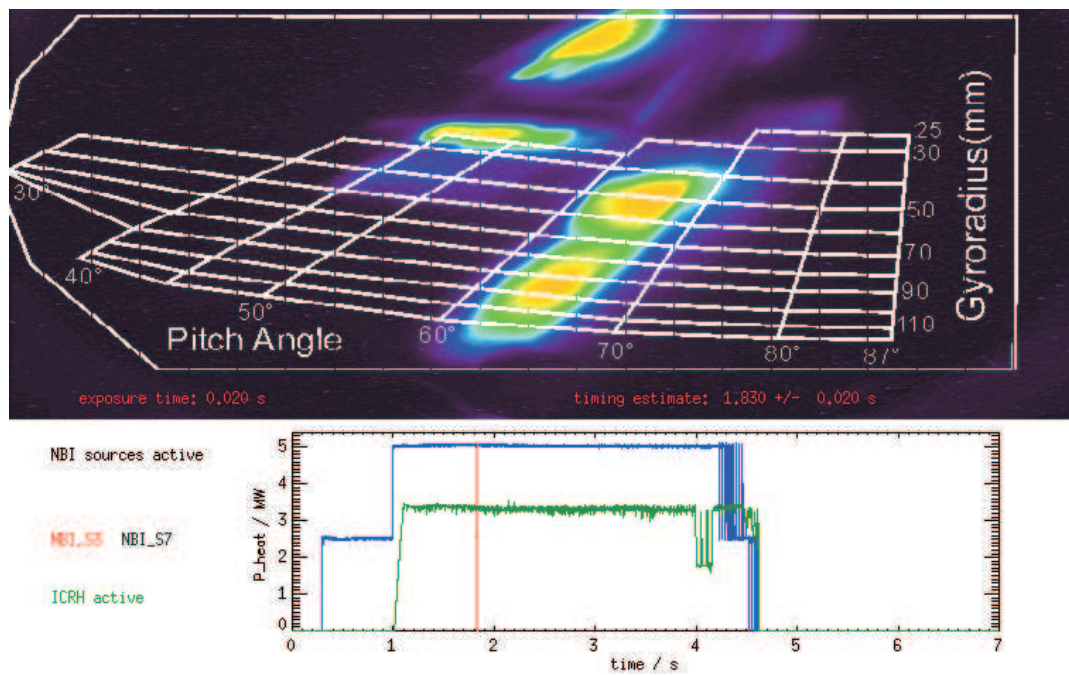 25
30
50
70
90
110
Gyroradius(mm)
30°
40°
50°
60°
70°
80°
87°
Pitch Angle
exposure time: 0.020 s
timing estimate: 1.830 +/- 0.020 s
NBI sources active
NBI_S3 NBI_S7
ICRH active
P_heat / MW
5
4
3
2
1
0
0 1 2 3 4 5 6 7
time / s